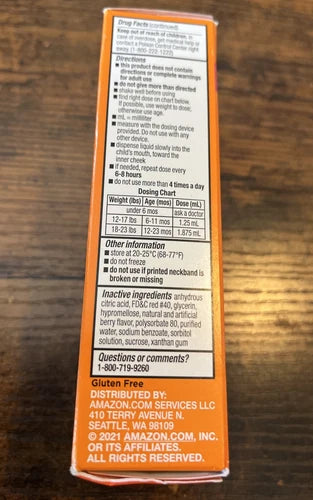 Drug Facts (continued)
Keep out of reach of children. In
case of overdose, get medical help or
contact a Poison Control Center right
away. (1-800-222-1222)
Directions
■ this product does not contain
directions or complete warnings
for adult use
■ do not give more than directed
■ shake well before using
■ find right dose on chart below.
If possible, use weight to dose;
otherwise use age.
■ mL = milliliter
■ measure with the dosing device
provided. Do not use with any
other device.
■ dispense liquid slowly into the
child's mouth, toward the
inner cheek
■ if needed, repeat dose every
6-8 hours
■ do not use more than 4 times a day
Dosing Chart
Weight (lbs) Age (mos) Dose (mL)
under 6 mos ask a doctor
12-17 lbs 6-11 mos 1.25 mL
18-23 lbs 12-23 mos 1.875 mL
Other information
■ store at 20-25°C (68-77°F)
■ do not freeze
■ do not use if printed neckband is
broken or missing
Inactive ingredients anhydrous
citric acid, FD&C red #40, glycerin,
hypromellose, natural and artificial
berry flavor, polysorbate 80, purified
water, sodium benzoate, sorbitol
solution, sucrose, xanthan gum
Questions or comments?
1-800-719-9260
Gluten Free
DISTRIBUTED BY:
AMAZON.COM SERVICES LLC
410 TERRY AVENUE N.
SEATTLE, WA 98109
© 2021 AMAZON.COM, INC.
OR ITS AFFILIATES.
ALL RIGHTS RESERVED.